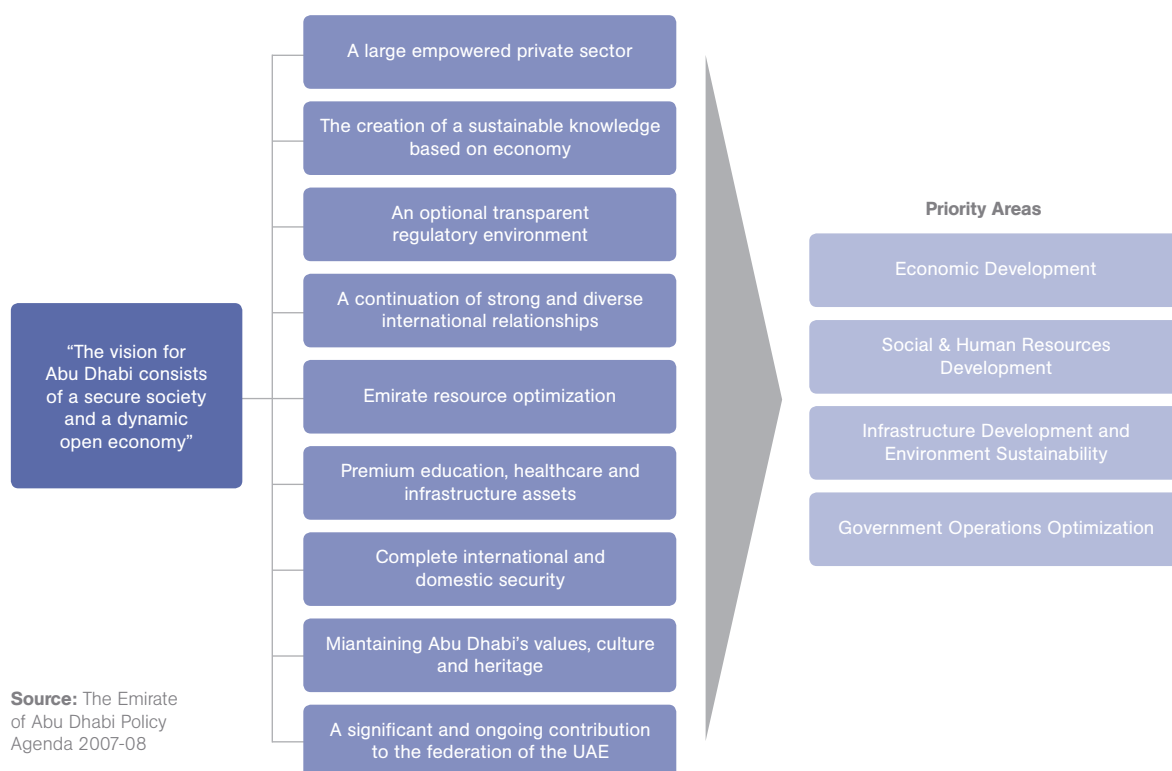 “The vision for
Abu Dhabi consists
of a secure society
and a dynamic
open economy”
A large empowered private sector
The creation of a sustainable knowledge
based on economy
An optional transparent
regulatory environment
A continuation of strong and diverse
international relationships
Emirate resource optimization
Premium education, healthcare and
infrastructure assets
Complete international and
domestic security
Miantaining Abu Dhabi’s values, culture
and heritage
A significant and ongoing contribution
to the federation of the UAE
Priority Areas
Economic Development
Social & Human Resources
Development
Infrastructure Development and
Environment Sustainability
Government Operations Optimization
Source: The Emirate
of Abu Dhabi Policy
Agenda 2007-08